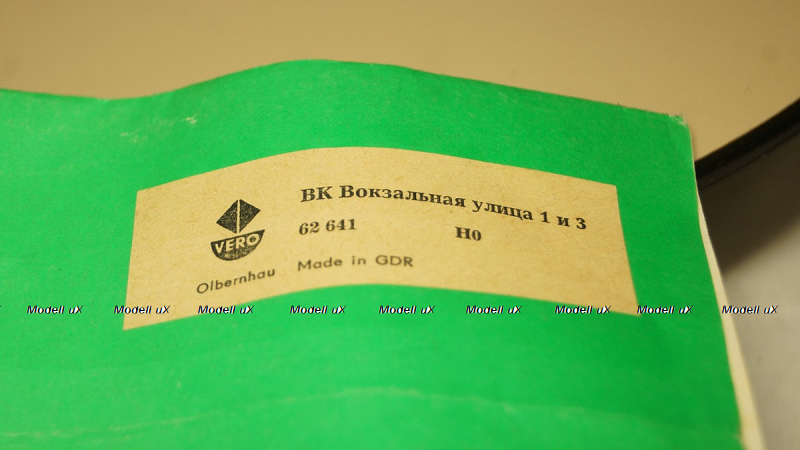 ВК Вокзальная улица 1 и 3
62 641 H0
VERO
Olbernhau
Made in GDR
Modell uX Modell uX Modell uX Modell uX Modell uX Modell uX Modell uX Modell uX Modell uX